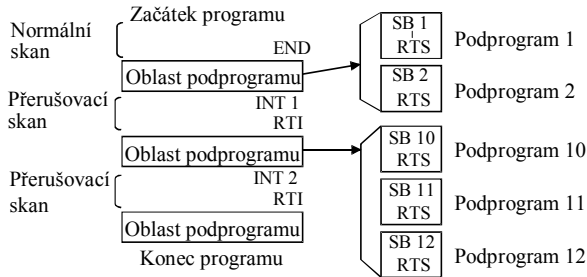 Normální
skan
Začátek programu
END
Oblast podprogramu
Přerušovací
skan
INT 1
RTI
Oblast podprogramu
Přerušovací
skan
INT 2
RTI
Oblast podprogramu
Konec programu
SB 1
RTS
Podprogram 1
SB 2
RTS
Podprogram 2
SB 10
RTS
Podprogram 10
SB 11
RTS
Podprogram 11
SB 12
RTS
Podprogram 12